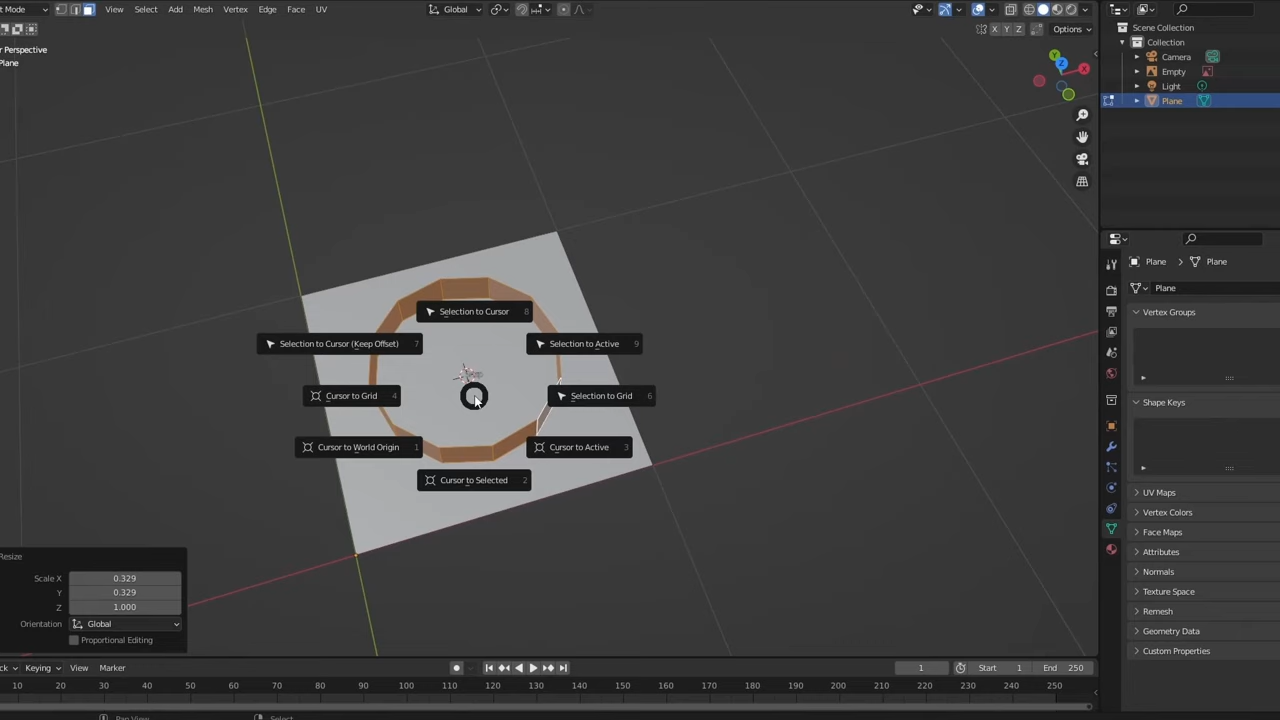 t Mode
View
Select
Add
Mesh
Vertex
Edge
Face
UV
Global
X
Y
Z
Options
r Perspective
Plane
Y
Z
X
Selection to Cursor 8
Selection to Cursor (Keep Offset) 7
Selection to Active 9
Cursor to Grid 4
Selection to Grid 6
Cursor to World Origin 1
Cursor to Active 3
Cursor to Selected 2
Resize
Scale X 0.329
Y 0.329
Z 1.000
Orientation Global
Proportional Editing
Scene Collection
Collection
Camera
Empty
Light
Plane
Plane
Plane
Plane
Vertex Groups
Shape Keys
UV Maps
Vertex Colors
Face Maps
Attributes
Normals
Texture Space
Remesh
Geometry Data
Custom Properties
ck
Keying
View
Marker
1
Start 1
End 250
10 20 30 40 50 60 70 80 90 100 110 120 130 140 150 160 170 180 190 200 210 220 230 240 250
Pan View
Select